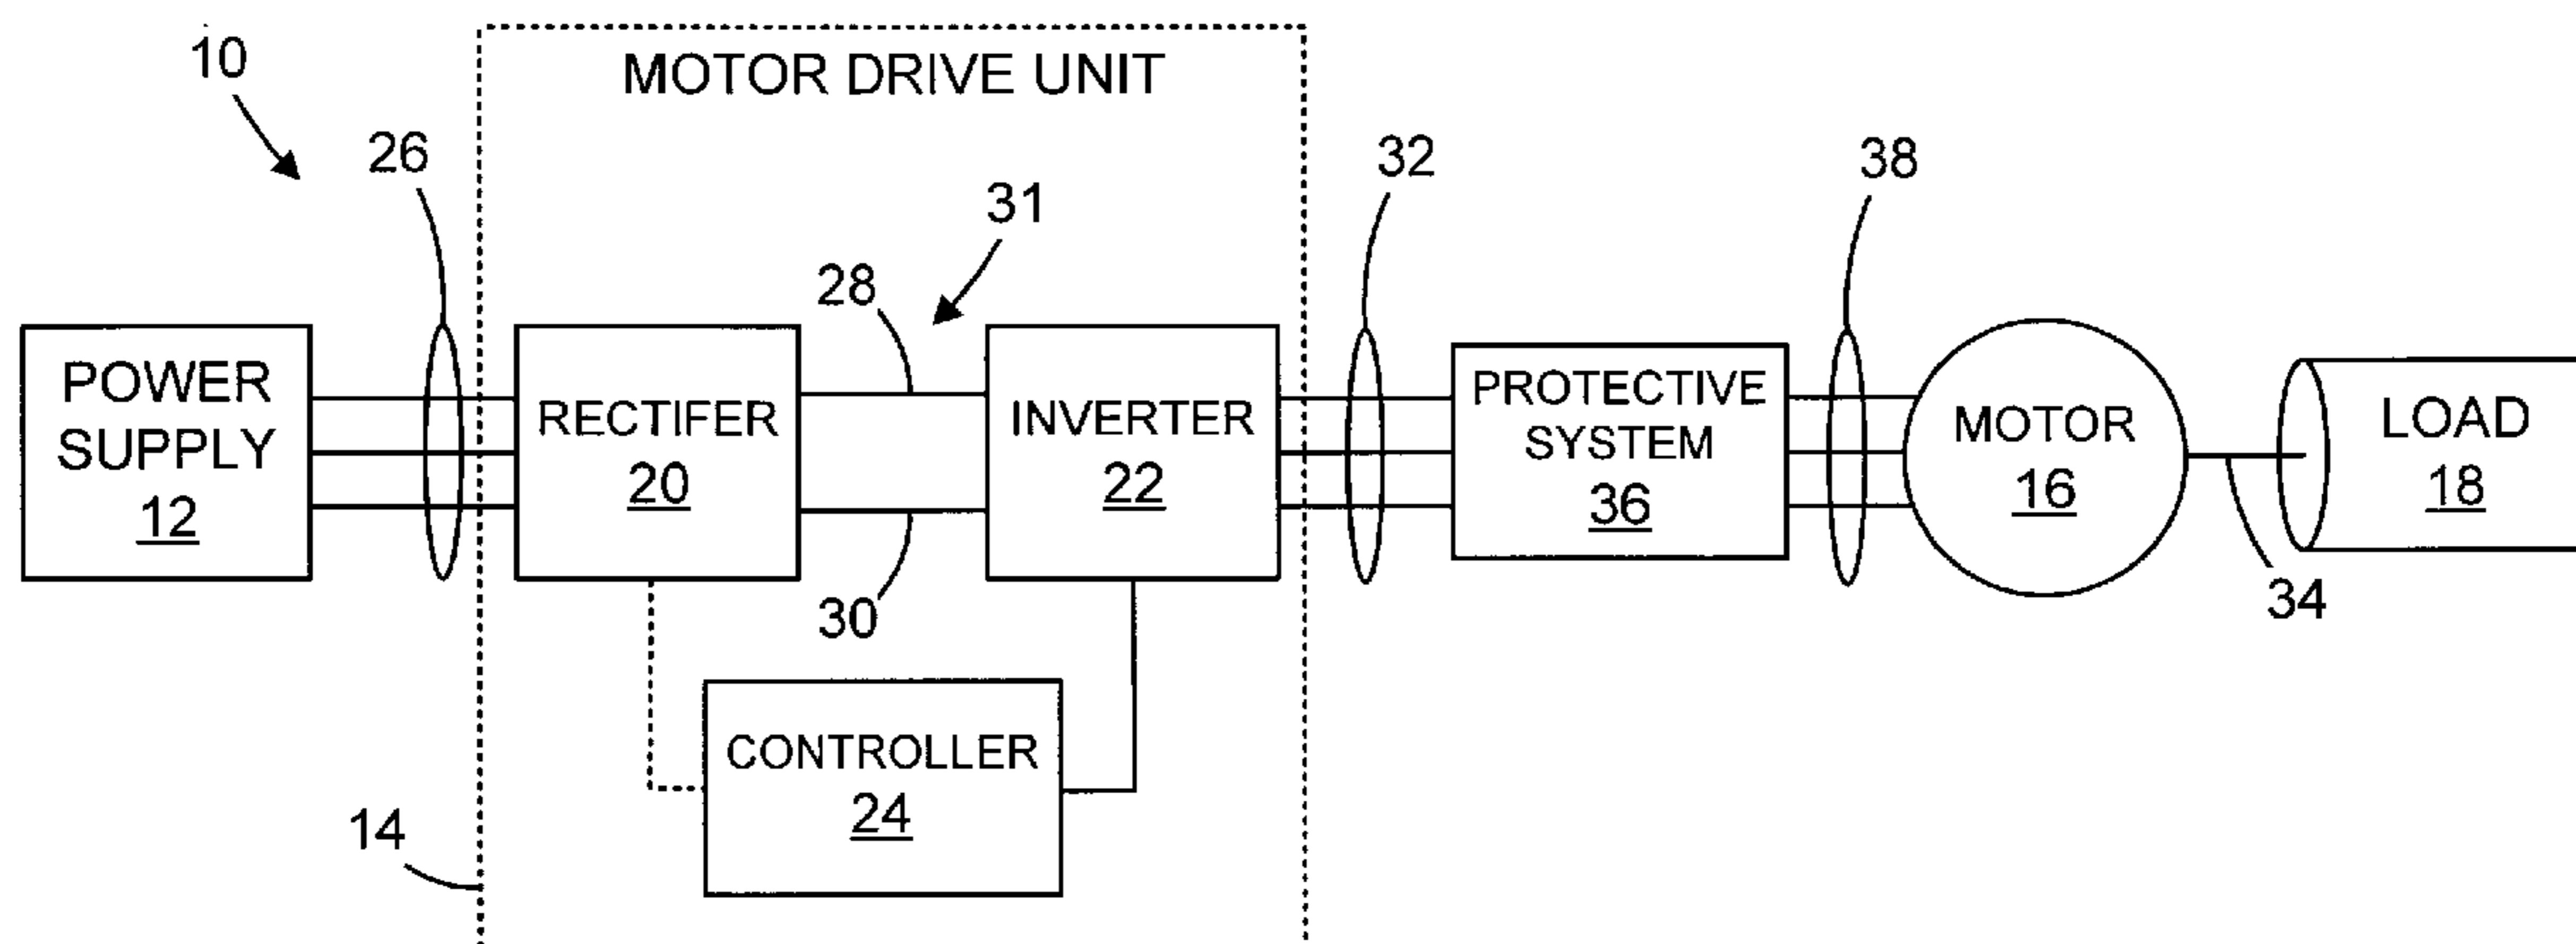 10
MOTOR DRIVE UNIT
26
32
38
31
28
POWER
SUPPLY
12
RECTIFER
20
INVERTER
22
PROTECTIVE
SYSTEM
36
MOTOR
16
LOAD
18
30
34
CONTROLLER
24
14